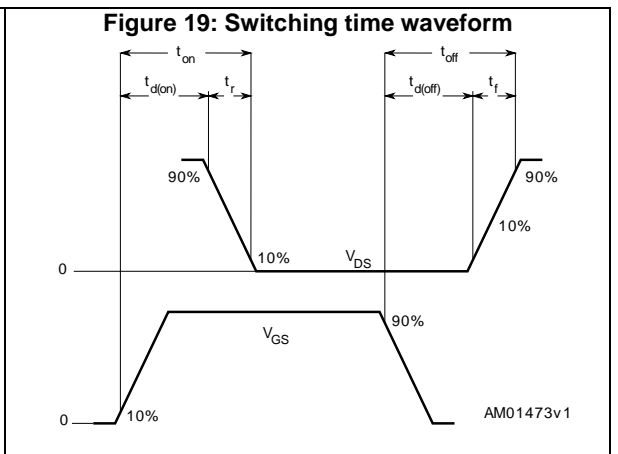 Figure 19: Switching time waveform
ton toff
td(on) tr td(off) tf
90% 90%
10%
0 10% VDS
VGS 90%
0 10% AM01473v1